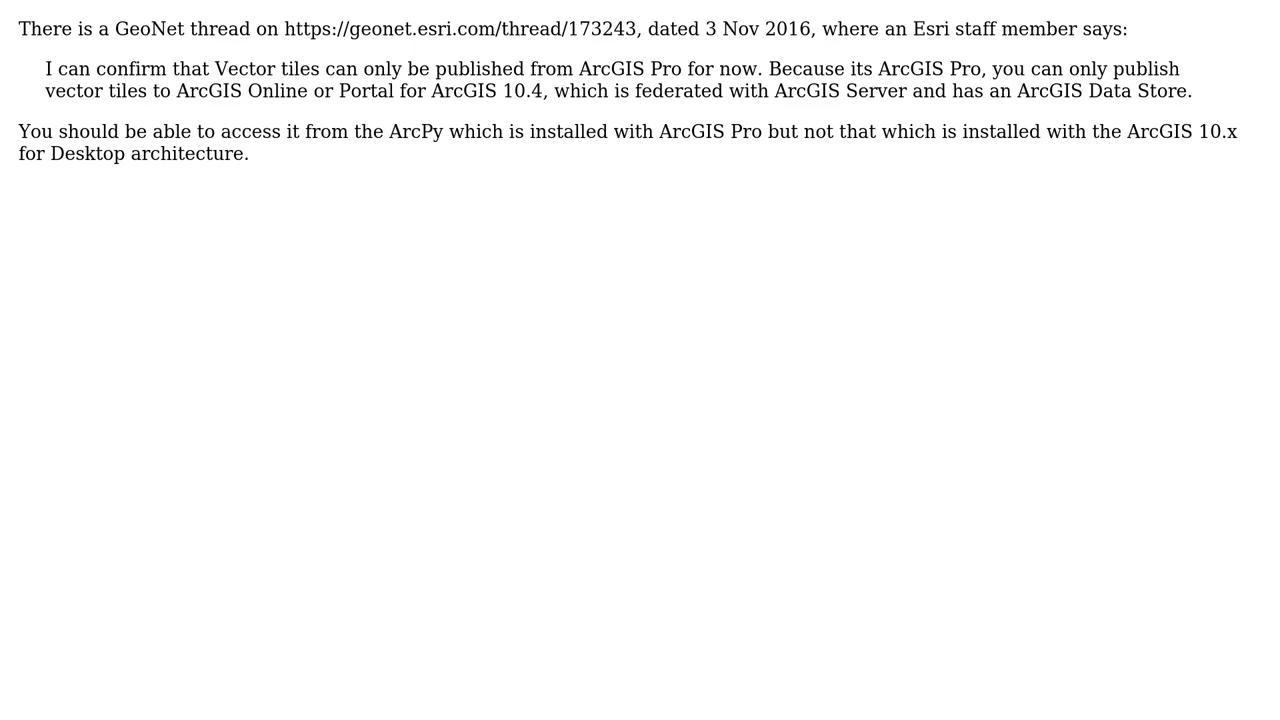 There is a GeoNet thread on https://geonet.esri.com/thread/173243, dated 3 Nov 2016, where an Esri staff member says:
I can confirm that Vector tiles can only be published from ArcGIS Pro for now. Because its ArcGIS Pro, you can only publish
vector tiles to ArcGIS Online or Portal for ArcGIS 10.4, which is federated with ArcGIS Server and has an ArcGIS Data Store.
You should be able to access it from the ArcPy which is installed with ArcGIS Pro but not that which is installed with the ArcGIS 10.x
for Desktop architecture.